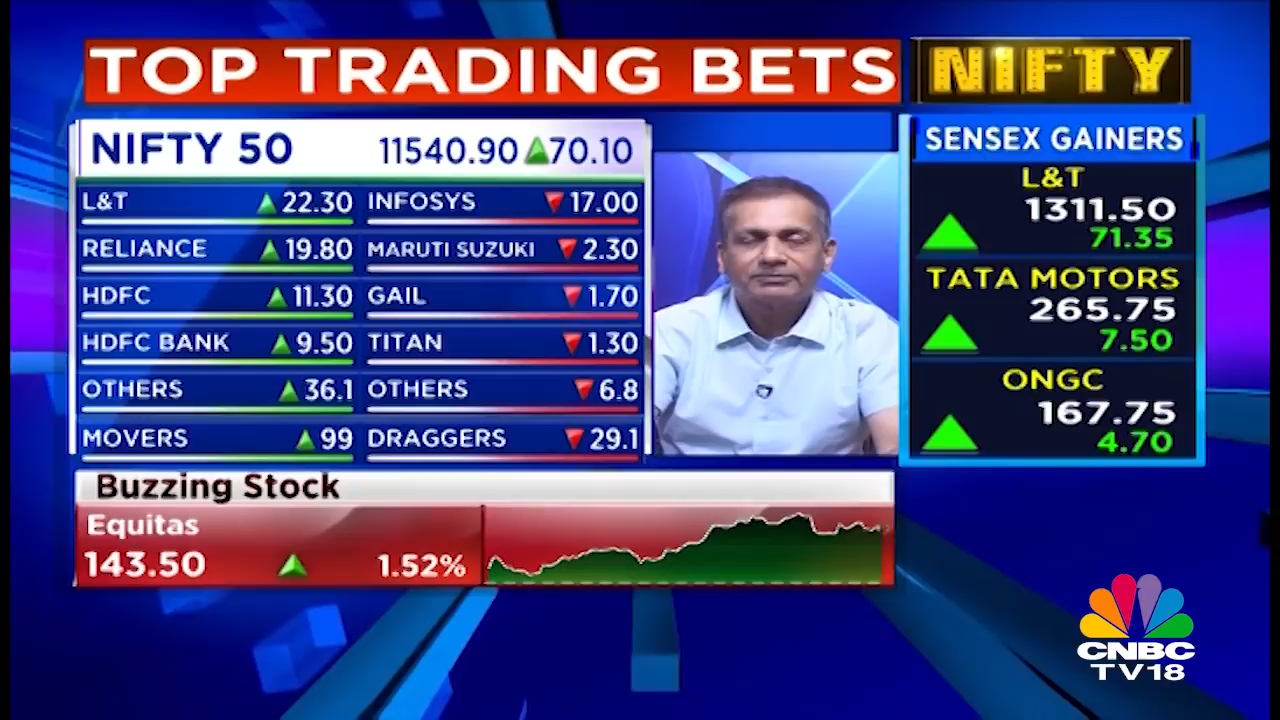 TOP TRADING BETS
NIFTY
NIFTY 50 11540.90 70.10
L&T 22.30 INFOSYS 17.00
RELIANCE 19.80 MARUTI SUZUKI 2.30
HDFC 11.30 GAIL 1.70
HDFC BANK 9.50 TITAN 1.30
OTHERS 36.1 OTHERS 6.8
MOVERS 99 DRAGGERS 29.1
SENSEX GAINERS
L&T
1311.50
71.35
TATA MOTORS
265.75
7.50
ONGC
167.75
4.70
Buzzing Stock
Equitas
143.50 1.52%
CNBC
TV18